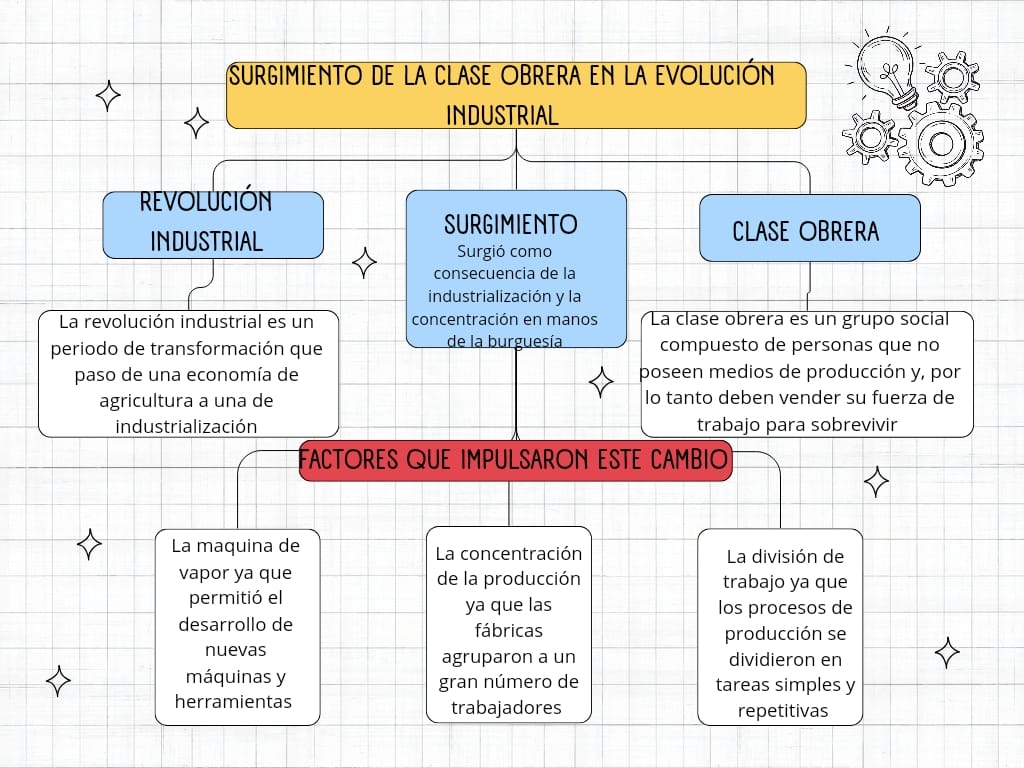 SURGIMIENTO DE LA CLASE OBRERA EN LA EVOLUCIÓN
INDUSTRIAL
REVOLUCIÓN
INDUSTRIAL
La revolución industrial es un
periodo de transformación que
paso de una economía de
agricultura a una de
industrialización
SURGIMIENTO
Surgió como
consecuencia de la
industrialización y la
concentración en manos
de la burguesía
CLASE OBRERA
La clase obrera es un grupo social
compuesto de personas que no
poseen medios de producción y, por
lo tanto deben vender su fuerza de
trabajo para sobrevivir
FACTORES QUE IMPULSARON ESTE CAMBIO
La maquina de
vapor ya que
permitió el
desarrollo de
nuevas
máquinas y
herramientas
La concentración
de la producción
ya que las
fábricas
agruparon a un
gran número de
trabajadores
La división de
trabajo ya que
los procesos de
producción se
dividieron en
tareas simples y
repetitivas